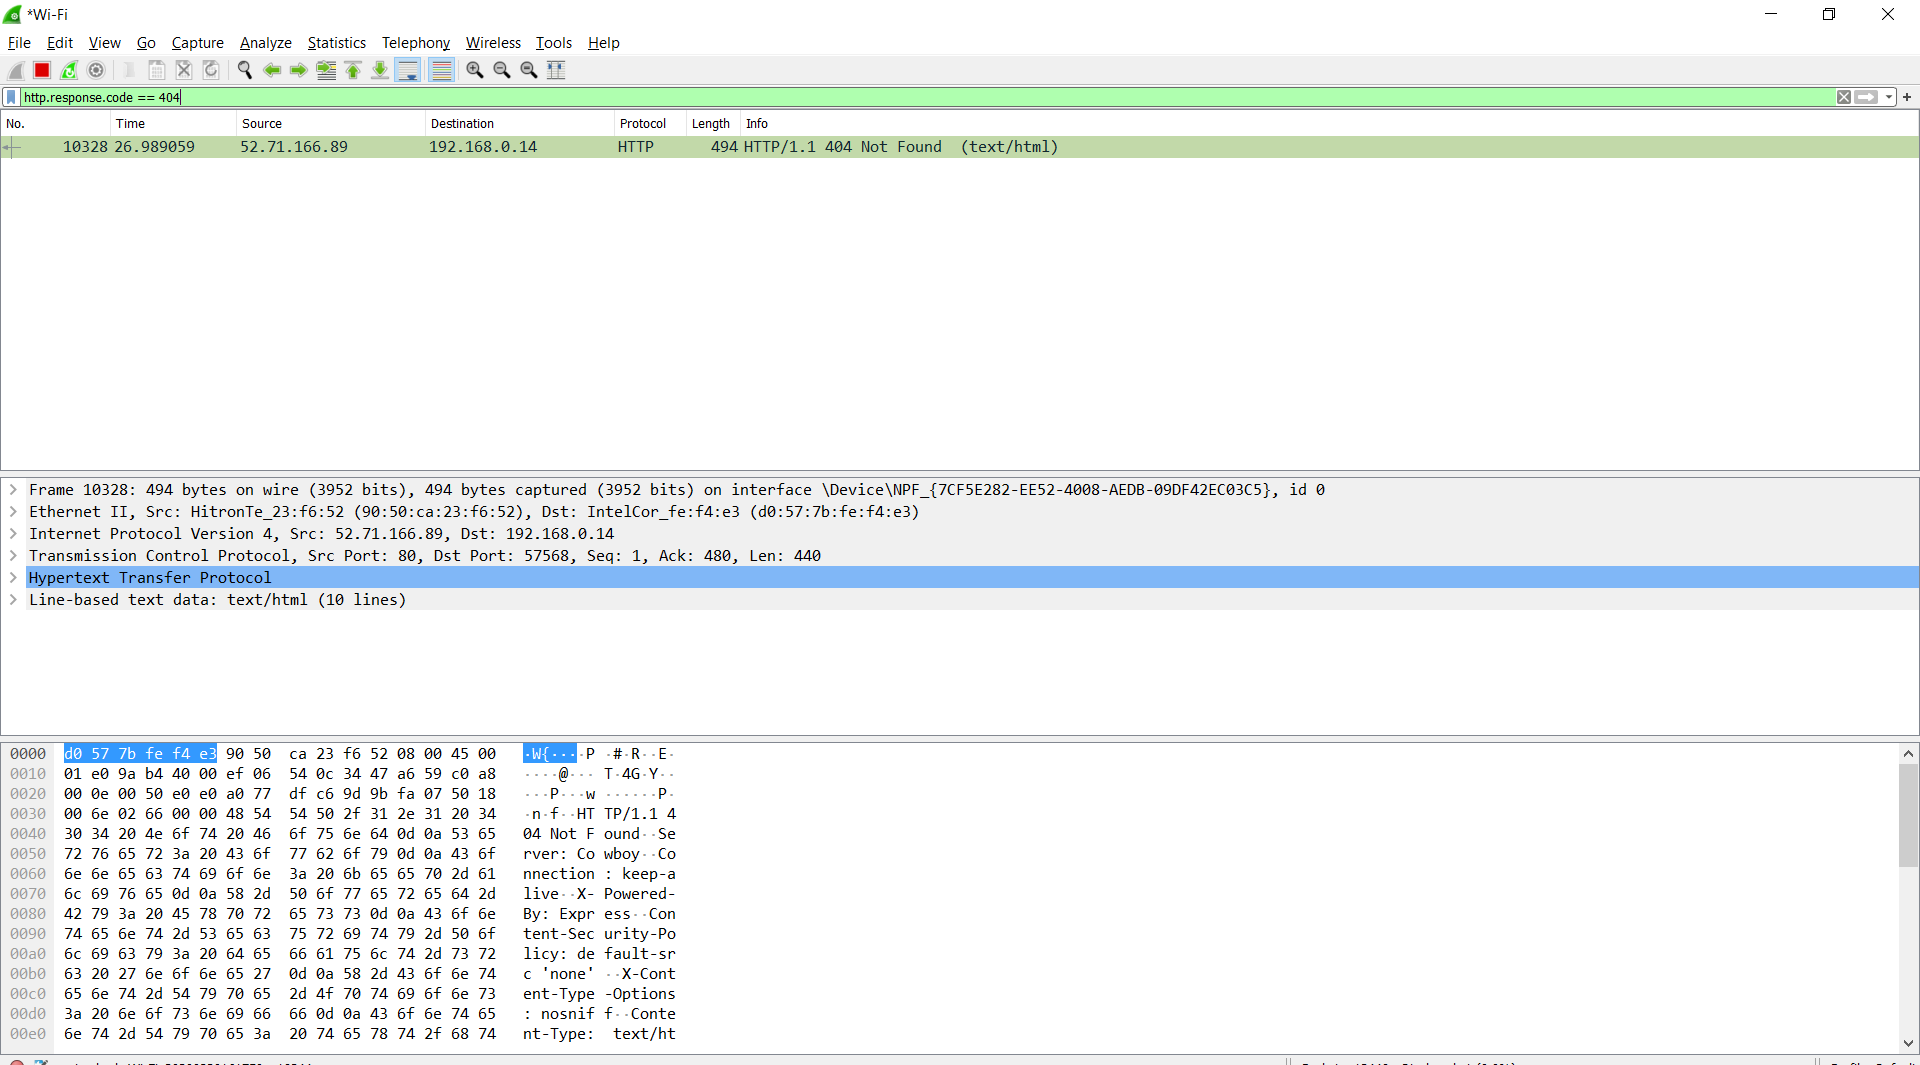 *Wi-Fi
File Edit View Go Capture Analyze Statistics Telephony Wireless Tools Help
http.response.code == 404
No. Time Source Destination Protocol Length Info
10328 26.989059 52.71.166.89 192.168.0.14 HTTP 494 HTTP/1.1 404 Not Found (text/html)
Frame 10328: 494 bytes on wire (3952 bits), 494 bytes captured (3952 bits) on interface \Device\NPF_{7CF5E282-EE52-4008-AEDB-09DF42EC03C5}, id 0
Ethernet II, Src: HitronTe_23:f6:52 (90:50:ca:23:f6:52), Dst: IntelCor_fe:f4:e3 (d0:57:7b:fe:f4:e3)
Internet Protocol Version 4, Src: 52.71.166.89, Dst: 192.168.0.14
Transmission Control Protocol, Src Port: 80, Dst Port: 57568, Seq: 1, Ack: 480, Len: 440
Hypertext Transfer Protocol
Line-based text data: text/html (10 lines)
0000 d0 57 7b fe f4 e3 90 50 ca 23 f6 52 08 00 45 00 ·W{····P ·#·R··E·
0010 01 e0 9a b4 40 00 ef 06 54 0c 34 47 a6 59 c0 a8 ····@··· T·4G·Y··
0020 00 0e 00 50 e0 e0 a0 77 df c6 9d 9b fa 07 50 18 ···P···w ······P·
0030 00 6e 02 66 00 00 48 54 54 50 2f 31 2e 31 20 34 ·n·f··HT TP/1.1 4
0040 30 34 20 4e 6f 74 20 46 6f 75 6e 64 0d 0a 53 65 04 Not F ound··Se
0050 72 76 65 72 3a 20 43 6f 77 62 6f 79 0d 0a 43 6f rver: Co wboy··Co
0060 6e 6e 65 63 74 69 6f 6e 3a 20 6b 65 65 70 2d 61 nnection : keep-a
0070 6c 69 76 65 0d 0a 58 2d 50 6f 77 65 72 65 64 2d live··X- Powered-
0080 42 79 3a 20 45 78 70 72 65 73 73 0d 0a 43 6f 6e By: Expr ess··Con
0090 74 65 6e 74 2d 53 65 63 75 72 69 74 79 2d 50 6f tent-Sec urity-Po
00a0 6c 69 63 79 3a 20 64 65 66 61 75 6c 74 2d 73 72 licy: de fault-sr
00b0 63 20 27 6e 6f 6e 65 27 0d 0a 58 2d 43 6f 6e 74 c 'none' ··X-Cont
00c0 65 6e 74 2d 54 79 70 65 2d 4f 70 74 69 6f 6e 73 ent-Type -Options
00d0 3a 20 6e 6f 73 6e 69 66 66 0d 0a 43 6f 6e 74 65 : nosnif f··Conte
00e0 6e 74 2d 54 79 70 65 3a 20 74 65 78 74 2f 68 74 nt-Type: text/ht